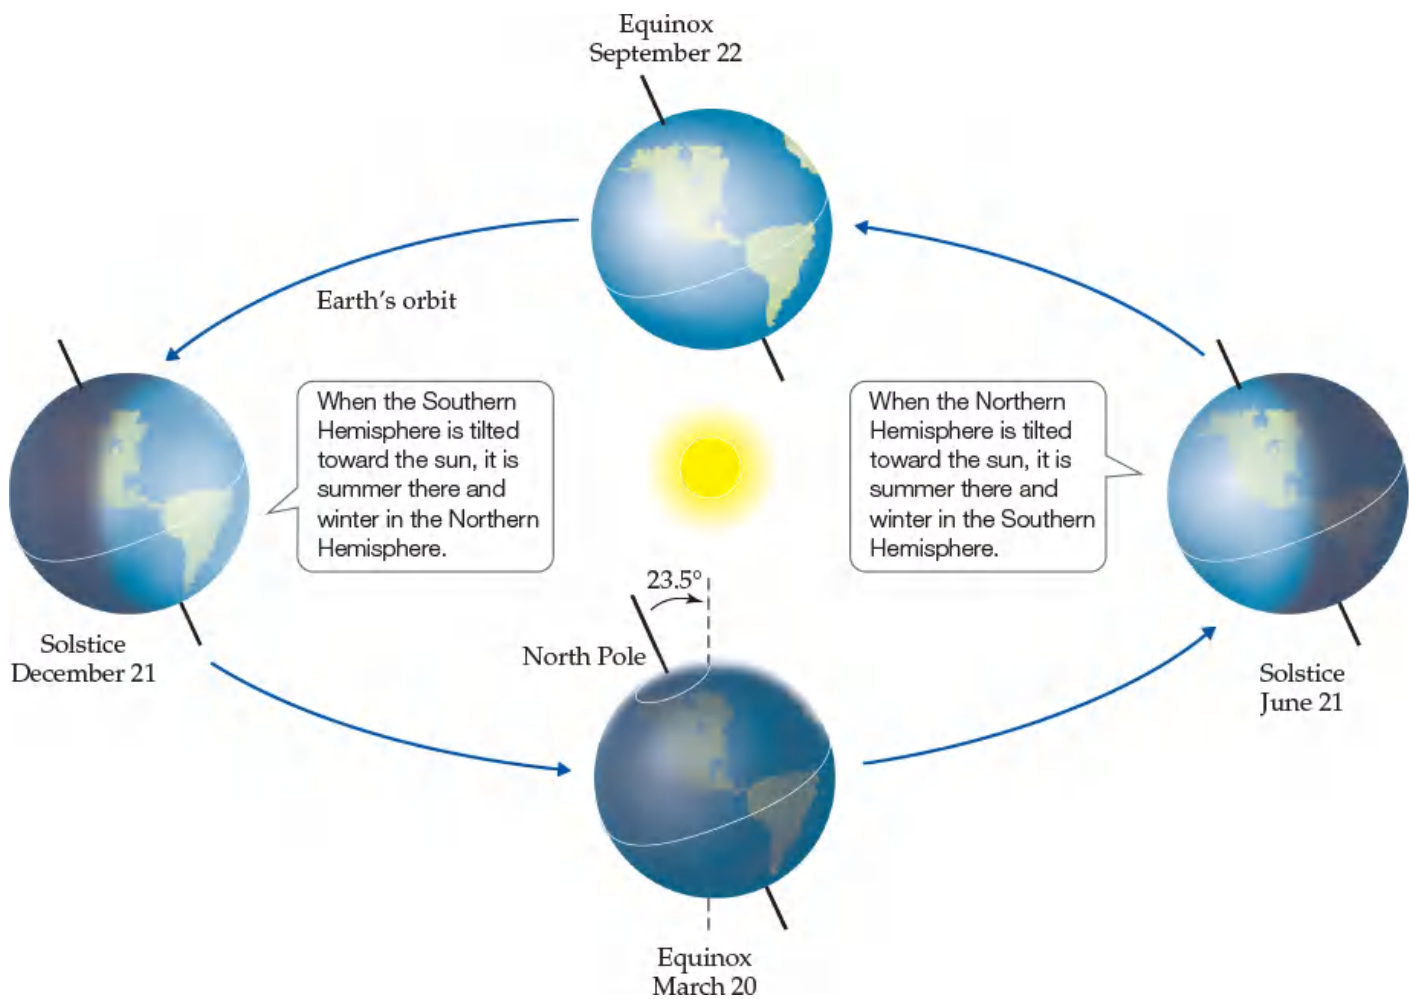 Equinox
September 22
Earth's orbit
When the Southern
Hemisphere is tilted
toward the sun, it is
summer there and
winter in the Northern
Hemisphere.
When the Northern
Hemisphere is tilted
toward the sun, it is
summer there and
winter in the Southern
Hemisphere.
23.5°
North Pole
Solstice
December 21
Solstice
June 21
Equinox
March 20